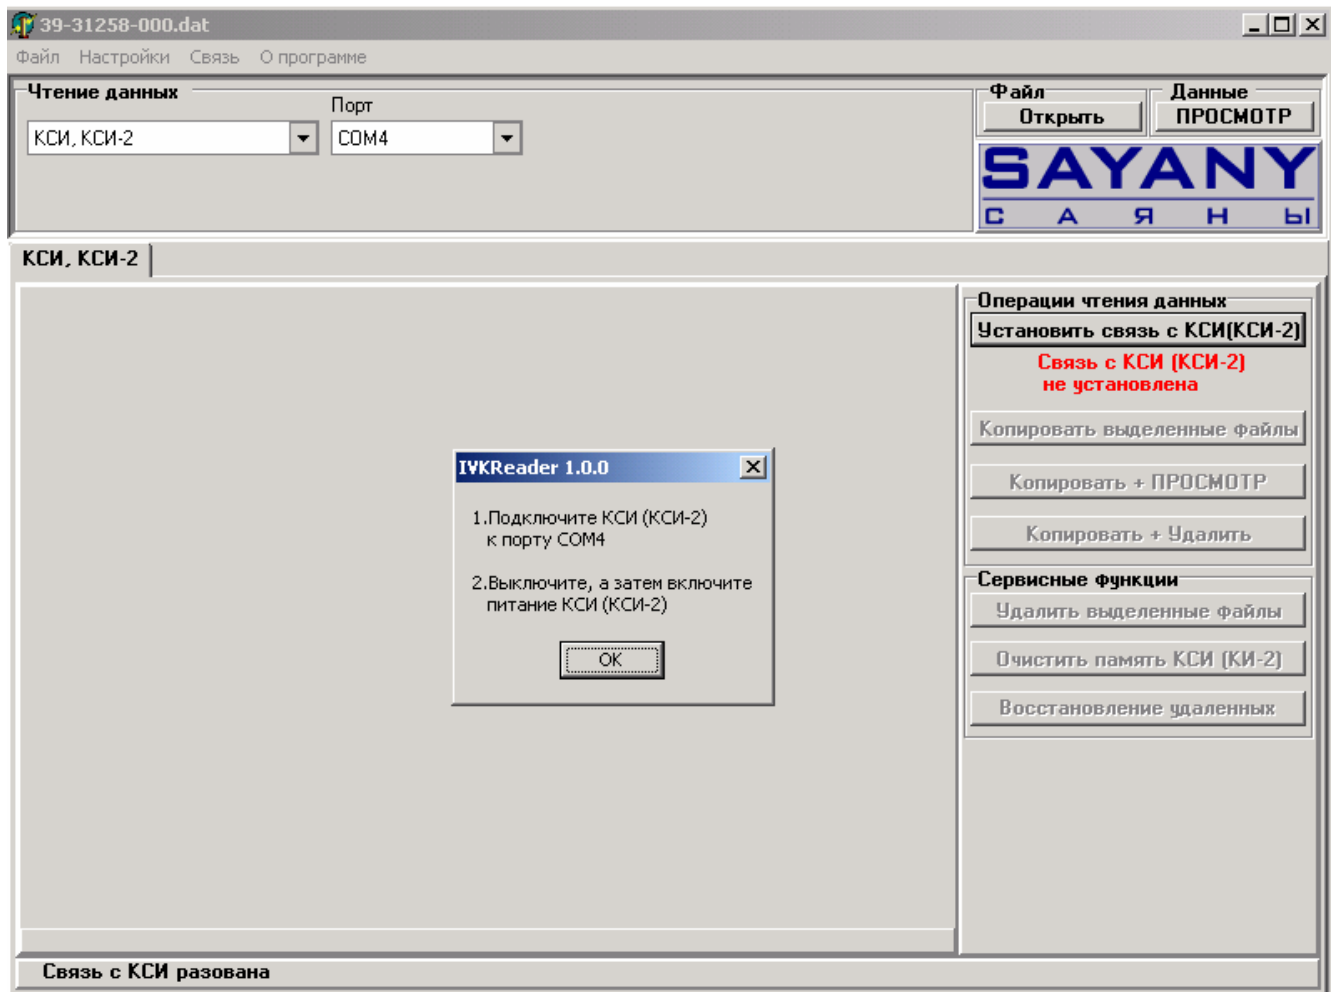 39-31258-000.dat
Файл Настройки Связь О программе
Чтение данных
Порт
Файл
Данные
КСИ, КСИ-2
COM4
Открыть
ПРОСМОТР
SAYANY
САЯНЫ
КСИ, КСИ-2
Операции чтения данных
Установить связь с КСИ(КСИ-2)
Связь с КСИ (КСИ-2)
не установлена
Копировать выделенные файлы
Копировать + ПРОСМОТР
Копировать + Удалить
Сервисные функции
Удалить выделенные файлы
Очистить память КСИ (КИ-2)
Восстановление удаленных
IVKReader 1.0.0
1.Подключите КСИ (КСИ-2)
к порту COM4
2.Выключите, а затем включите
питание КСИ (КСИ-2)
OK
Связь с КСИ разована